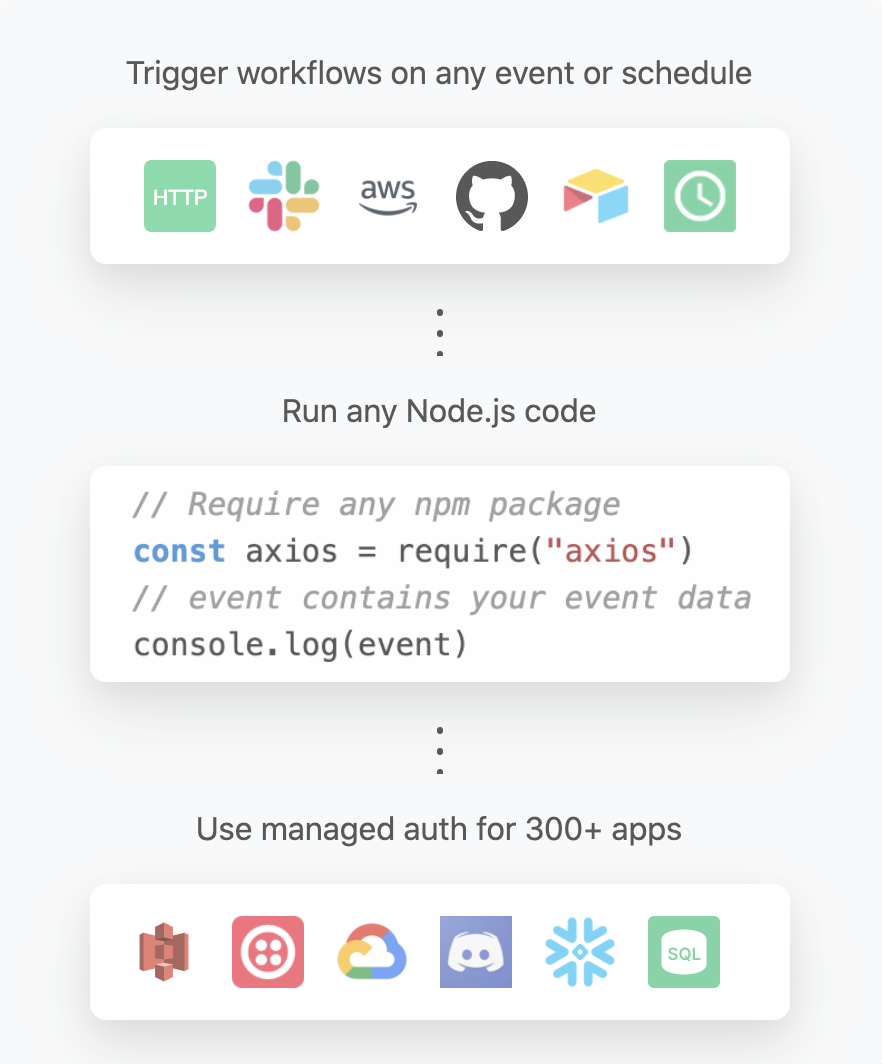 Trigger workflows on any event or schedule
HTTP
aws
Run any Node.js code
// Require any npm package
const axios = require("axios")
// event contains your event data
console.log(event)
Use managed auth for 300+ apps
SQL